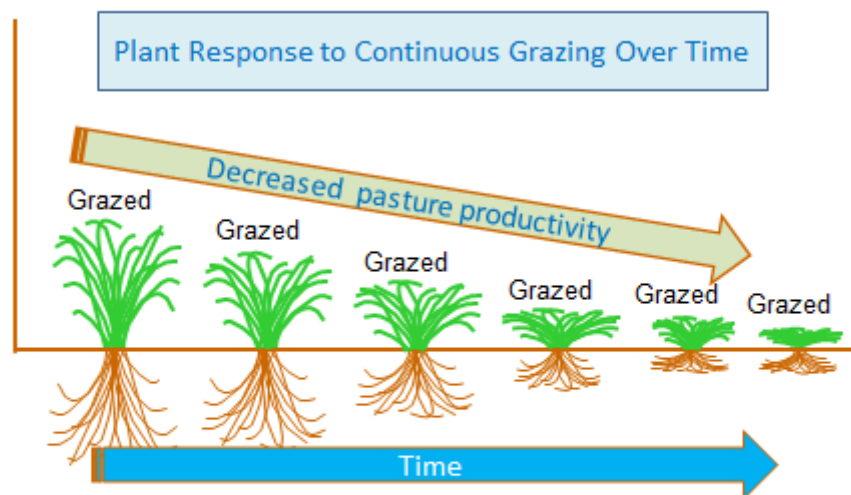 Plant Response to Continuous Grazing Over Time
Decreased pasture productivity
Grazed
Grazed
Grazed
Grazed
Grazed
Grazed
Time